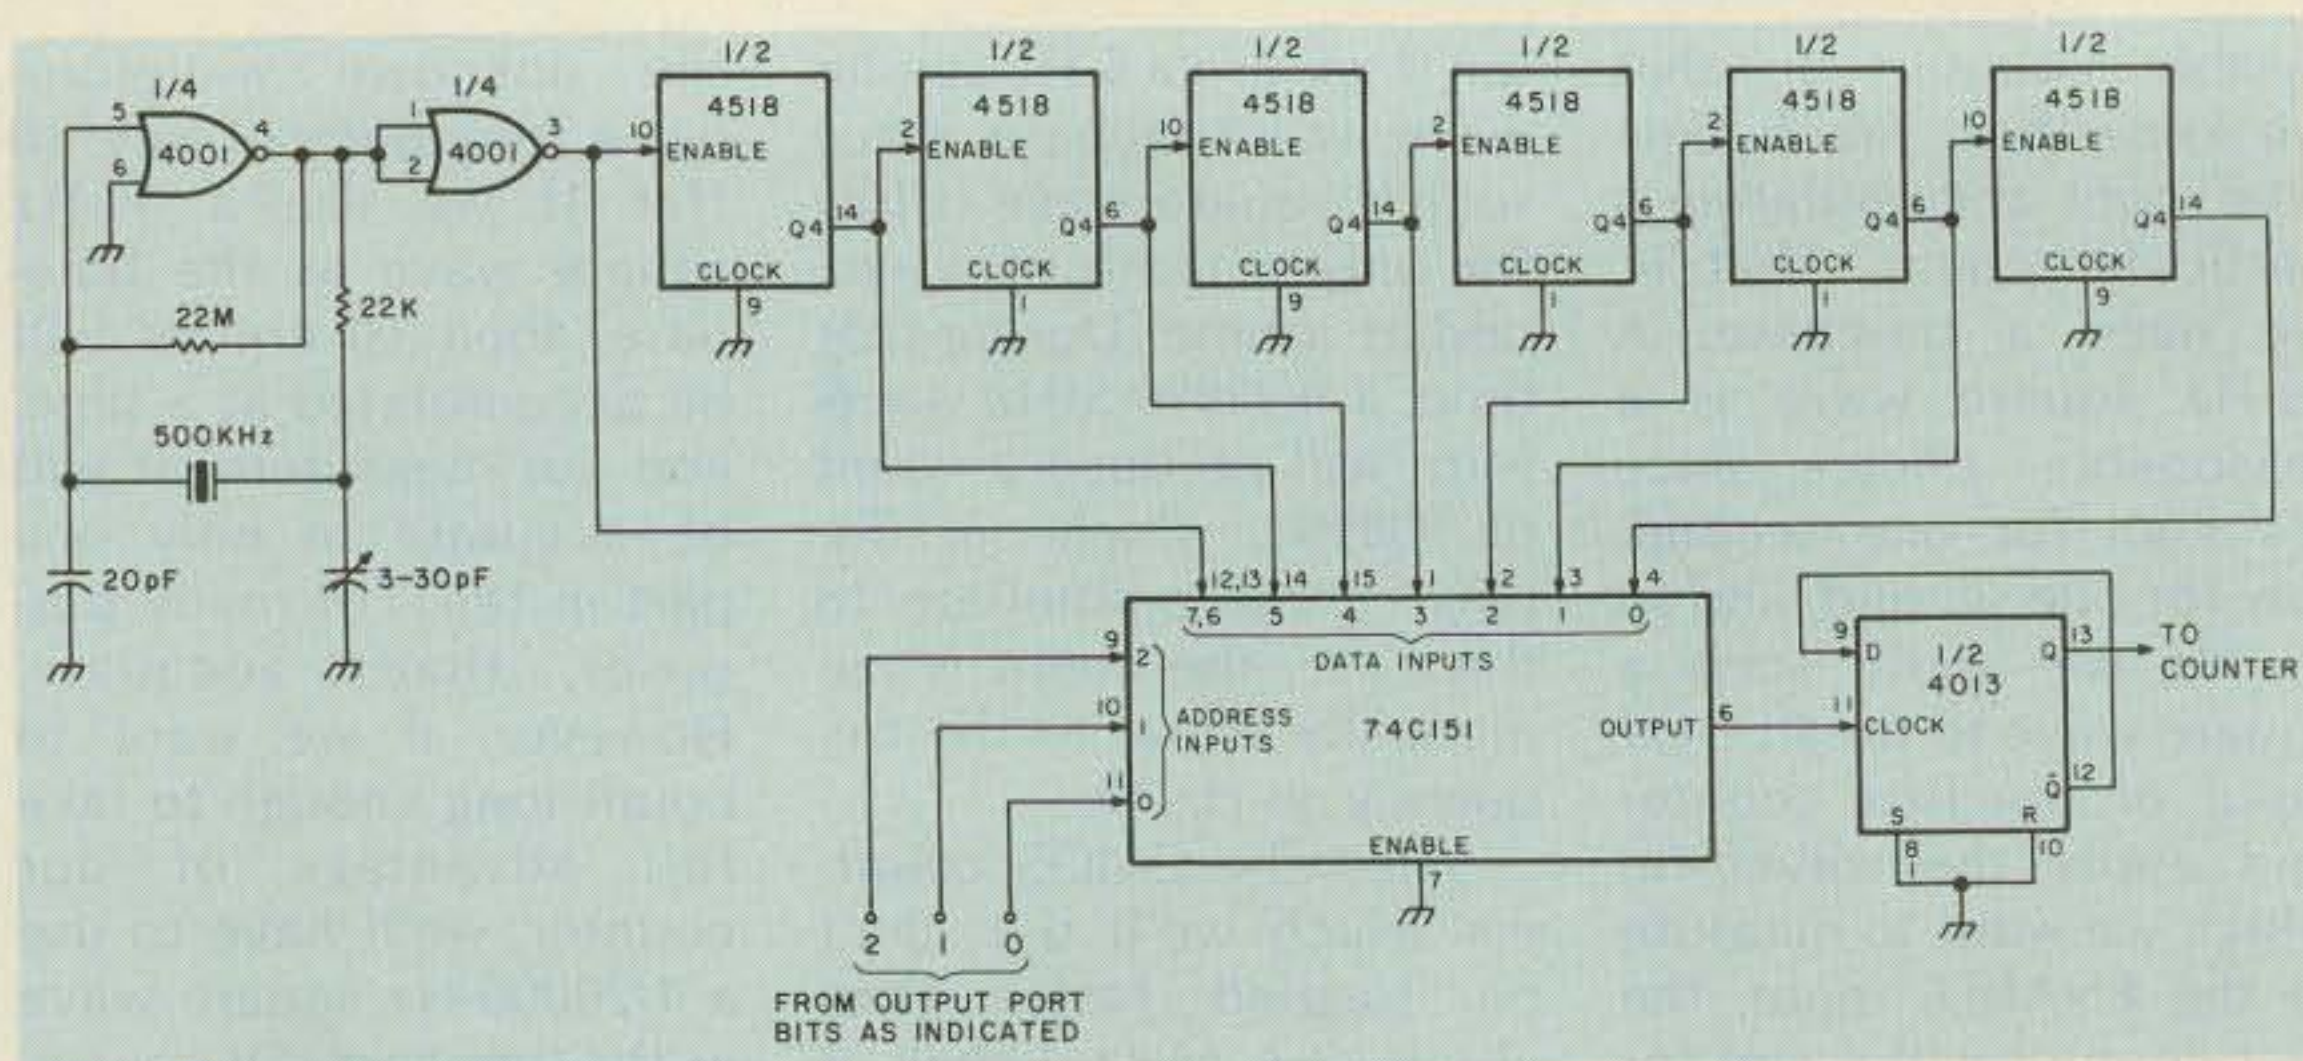 1/4
1/4
1/2
1/2
1/2
1/2
1/2
1/2
5
6
4001
4
1
2
4001
3
10
4518
ENABLE
Q4
14
CLOCK
9
2
4518
ENABLE
Q4
6
CLOCK
1
10
4518
ENABLE
Q4
14
CLOCK
9
2
4518
ENABLE
Q4
6
CLOCK
1
2
4518
ENABLE
Q4
6
CLOCK
1
10
4518
ENABLE
Q4
14
CLOCK
9
22M
22K
500KHz
20pF
3-30pF
12,13 14 15 1 2 3 4
7,6 5 4 3 2 1 0
DATA INPUTS
9
2
10
1
11
0
ADDRESS
INPUTS
74C151
OUTPUT
6
ENABLE
7
9
D
1/2
4013
Q
13
TO
COUNTER
11
CLOCK
Q̄
12
S
R
8
1
10
2 1 0
FROM OUTPUT PORT
BITS AS INDICATED